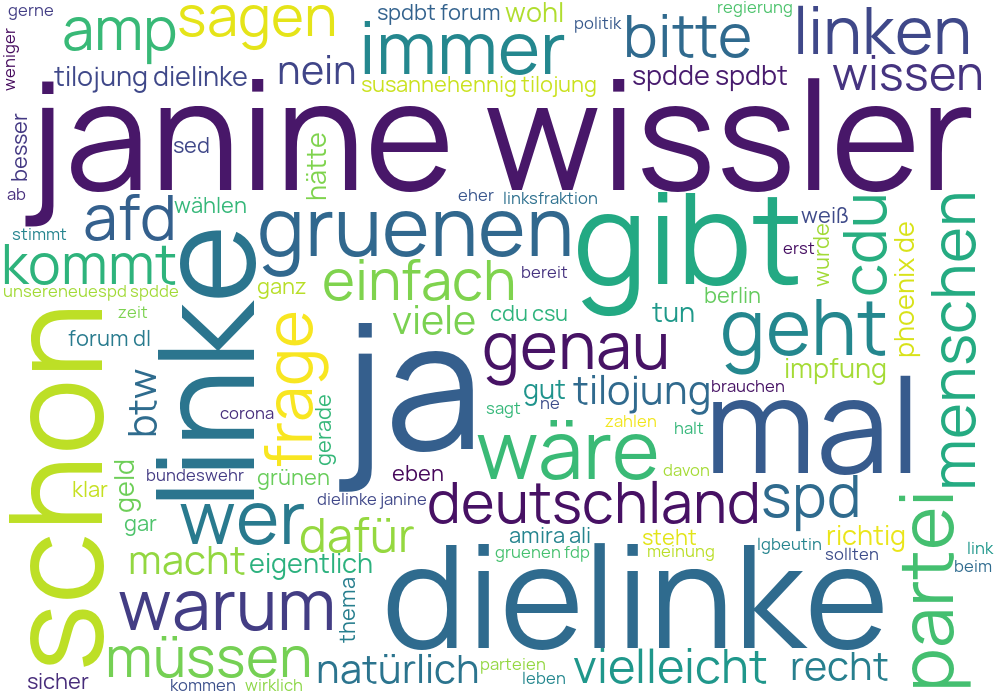 gerne
weniger
amp
sagen
spdbt forum
wohl
politik
regierung
immer
bitte
linken
tilojung dielinke
nein
susannehennig tilojung
spdde spdbt
wissen
janine wissler
besser
sed
hätte
ab
afd
wählen
eher
linksfraktion
stimmt
gruenen
gibt
weiß
erst
wurde
cdu
phoenix de
menschen
kommt
linke
einfach
bereit
unsereneuespd spdde
ganz
berlin
zeit
schon
forum dl
frage
viele
cdu csu
tun
geht
ja
genau
impfung
btw
gut
tilojung
brauchen
mal
corona
gerade
sagt
ne
zahlen
halt
wäre
geld
bundeswehr
grünen
eben
davon
klar
dielinke janine
deutschland
spd
gar
wer
dafür
amira ali
steht
richtig
partei
macht
eigentlich
gruenen fdp
meinung
lgbeutin
sollten
link
beim
warum
thema
dielinke
müssen
natürlich
parteien
vielleicht
recht
sicher
kommen
wirklich
leben